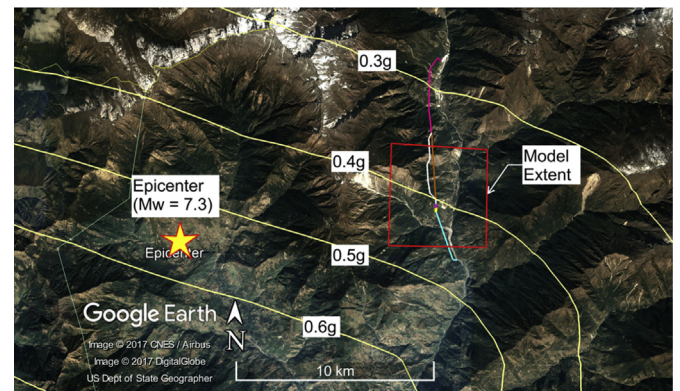 0.3g
0.4g
Model
Extent
Epicenter
(Mw = 7.3)
Epicenter
0.5g
0.6g
Google Earth
N
Image © 2017 CNES / Airbus
Image © 2017 DigitalGlobe
US Dept of State Geographer
10 km